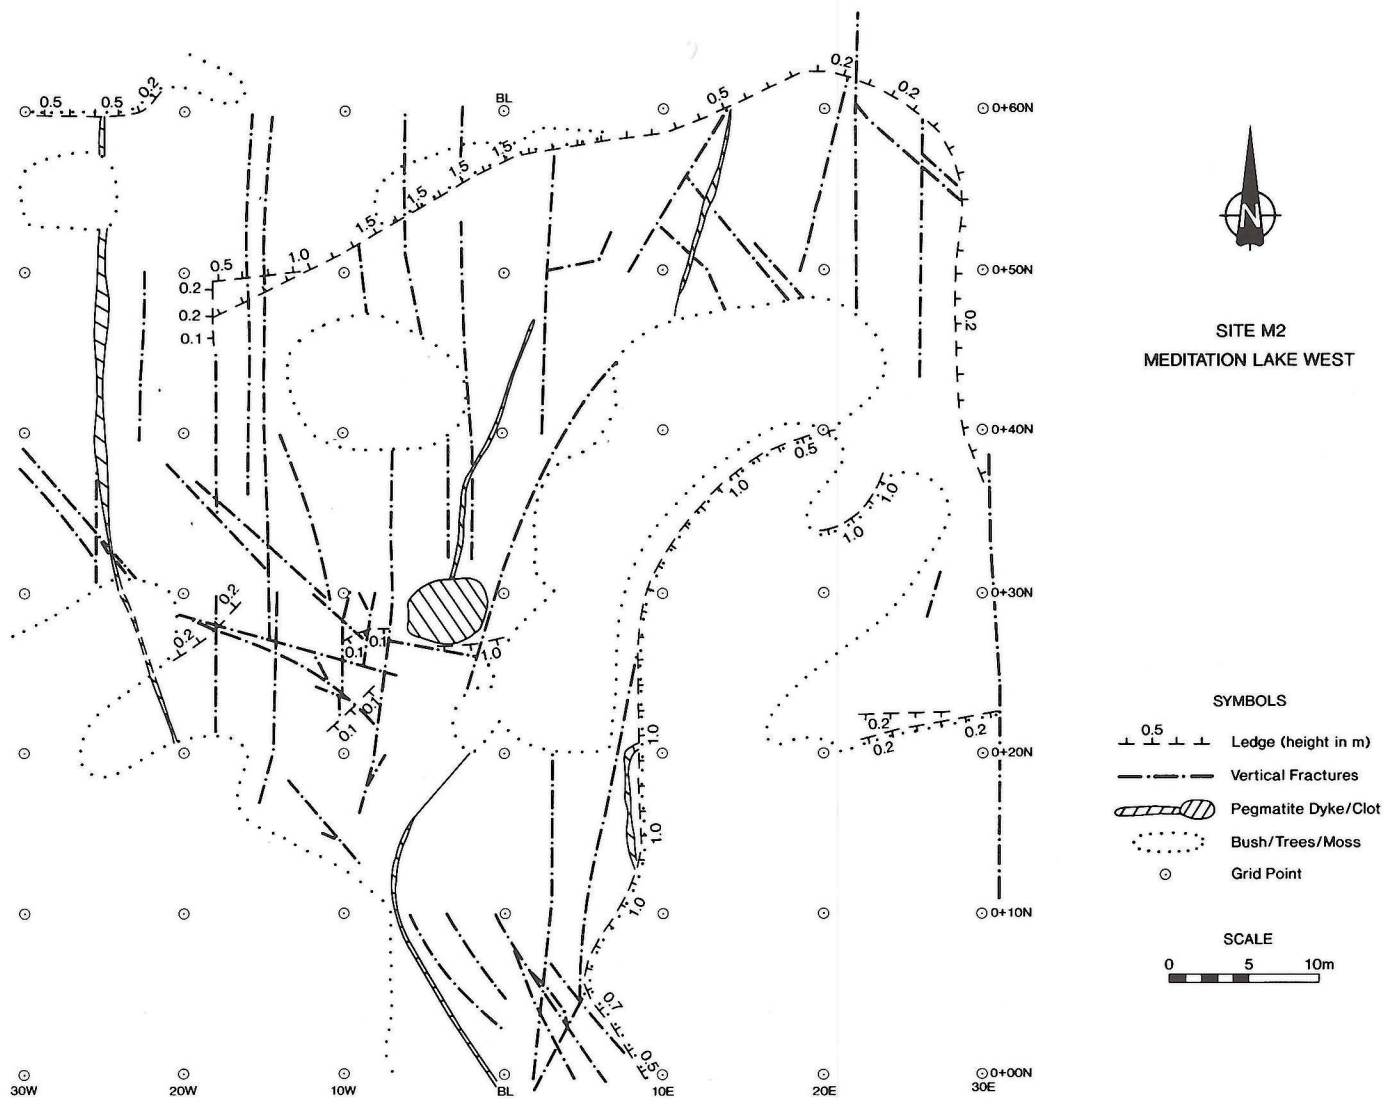 0.2
0.2
0.5 0.5 0.2
BL
0.5
0+60N
1.5
1.5
1.5
1.5
1.5
N
0.5 1.0
0.2
0+50N
0.2
0.1
0.2
SITE M2
MEDITATION LAKE WEST
0+40N
0.5
1.0
1.0
1.0
0.2
0+30N
0.2
0.1
0.1
1.0
0.1
0.1
0.2
0.2
0.2
1.0
0+20N
1.0
1.0
0+10N
SYMBOLS
0.5
Ledge (height in m)
Vertical Fractures
Pegmatite Dyke/Clot
Bush/Trees/Moss
Grid Point
SCALE
0 5 10m
0.7
0.5
0+00N
30W 20W 10W BL 10E 20E 30E